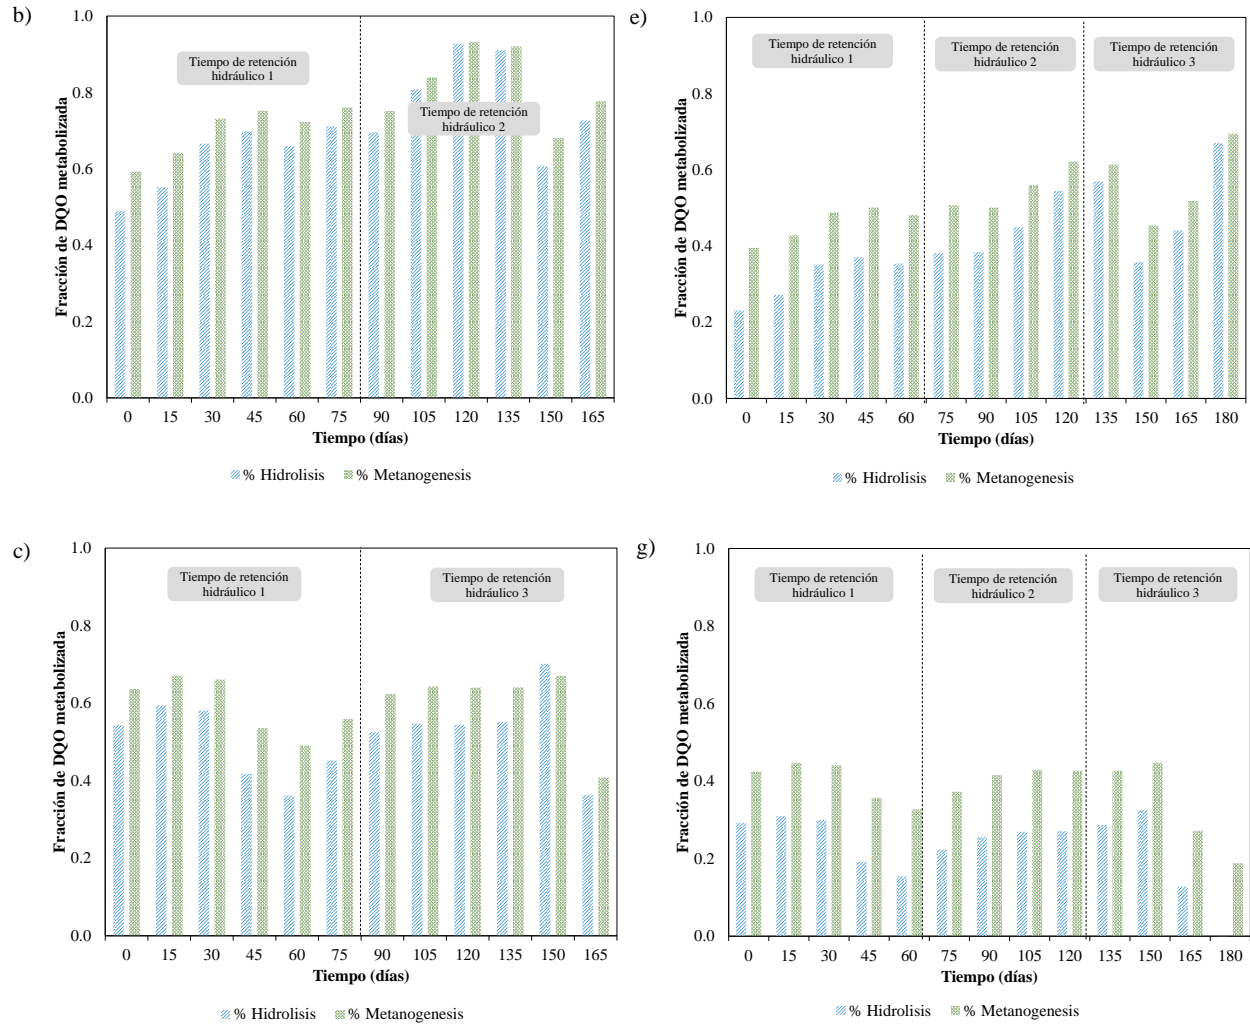 b)
1.0
0.8
0.6
0.4
0.2
0.0
Fracción de DQO metabolizada
Tiempo de retención
hidráulico 1
Tiempo de retención
hidráulico 2
0 15 30 45 60 75 90 105 120 135 150 165
Tiempo (días)
% Hidrolisis % Metanogenesis
e)
1.0
0.8
0.6
0.4
0.2
0.0
Fracción de DQO metabolizada
Tiempo de retención
hidráulico 1
Tiempo de retención
hidráulico 2
Tiempo de retención
hidráulico 3
0 15 30 45 60 75 90 105 120 135 150 165 180
Tiempo (días)
% Hidrolisis % Metanogenesis
c)
1.0
0.8
0.6
0.4
0.2
0.0
Fracción de DQO metabolizada
Tiempo de retención
hidráulico 1
Tiempo de retención
hidráulico 3
0 15 30 45 60 75 90 105 120 135 150 165
Tiempo (días)
% Hidrolisis % Metanogenesis
g)
1.0
0.8
0.6
0.4
0.2
0.0
Fracción de DQO metabolizada
Tiempo de retención
hidráulico 1
Tiempo de retención
hidráulico 2
Tiempo de retención
hidráulico 3
0 15 30 45 60 75 90 105 120 135 150 165 180
Tiempo (días)
% Hidrolisis % Metanogenesis